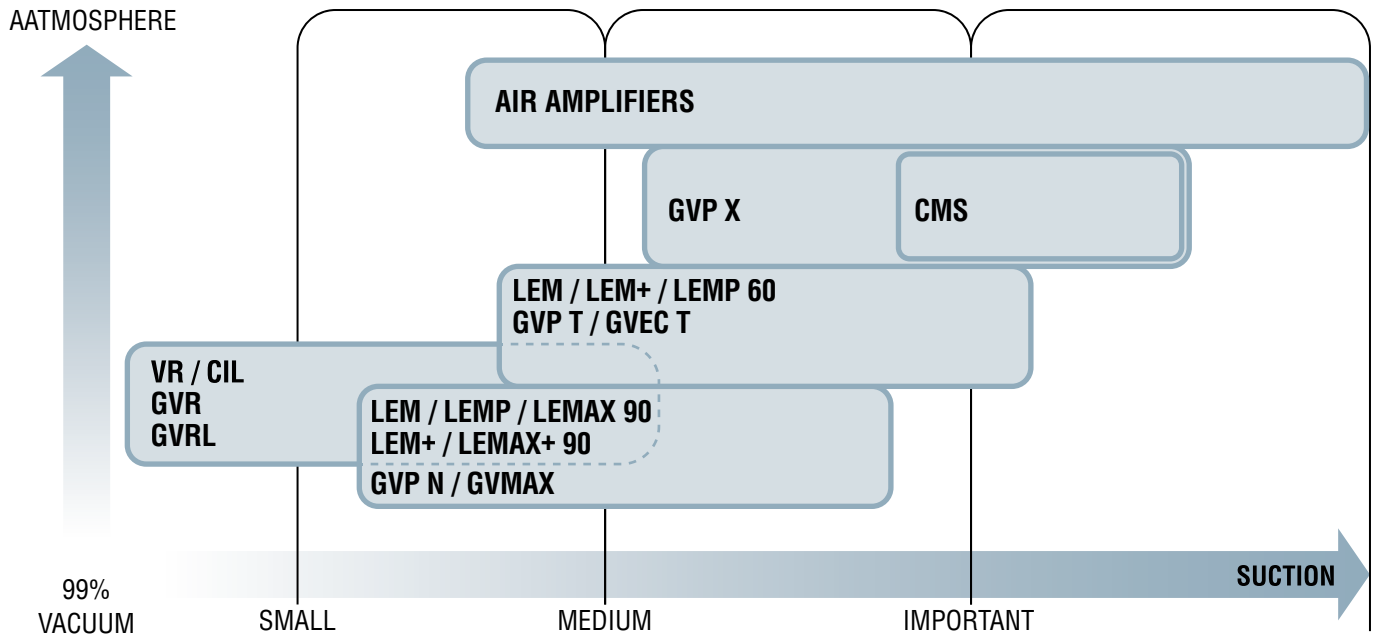 AATMOSPHERE
AIR AMPLIFIERS
GVP X
CMS
LEM / LEM+ / LEMP 60
GVP T / GVEC T
VR / CIL
GVR
GVRL
LEM / LEMP / LEMAX 90
LEM+ / LEMAX+ 90
GVP N / GVMAX
SUCTION
99%
VACUUM
SMALL
MEDIUM
IMPORTANT